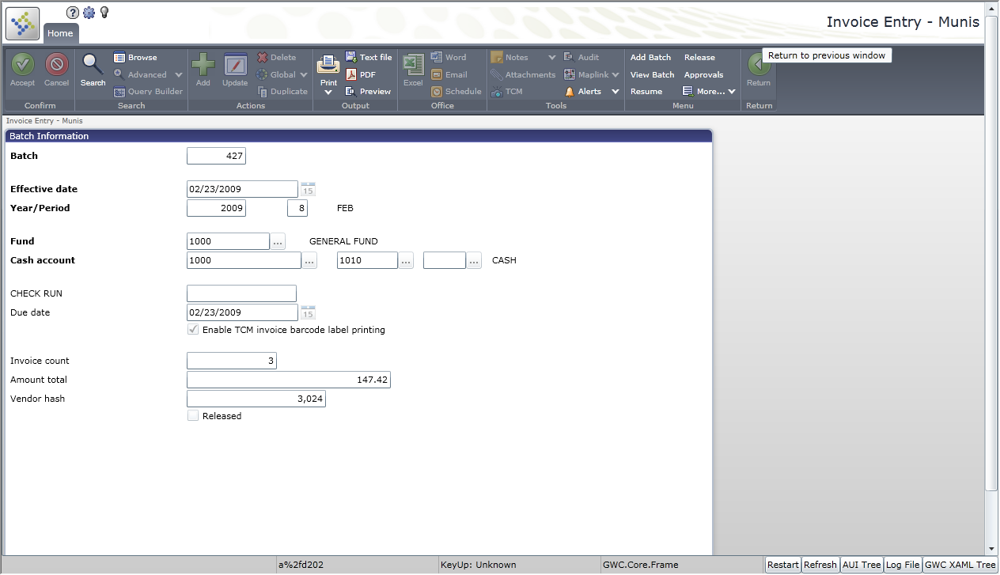 Home
Invoice Entry - Munis
Return to previous window
Accept Cancel Search Browse Advanced Query Builder Add Update Delete Global Duplicate Print Text file PDF Preview Excel Word Email Schedule Notes Attachments TCM Audit Maplink Alerts Add Batch View Batch Resume Release Approvals More... Return
Confirm Search Actions Output Office Tools Menu Return
Invoice Entry - Munis
Batch Information
Batch 427
Effective date 02/23/2009 15
Year/Period 2009 8 FEB
Fund 1000 ... GENERAL FUND
Cash account 1000 ... 1010 ... ... CASH
CHECK RUN
Due date 02/23/2009 15
Enable TCM invoice barcode label printing
Invoice count 3
Amount total 147.42
Vendor hash 3,024
Released
a%2fd202 KeyUp: Unknown GWC.Core.Frame Restart Refresh AUI Tree Log File GWC XAML Tree